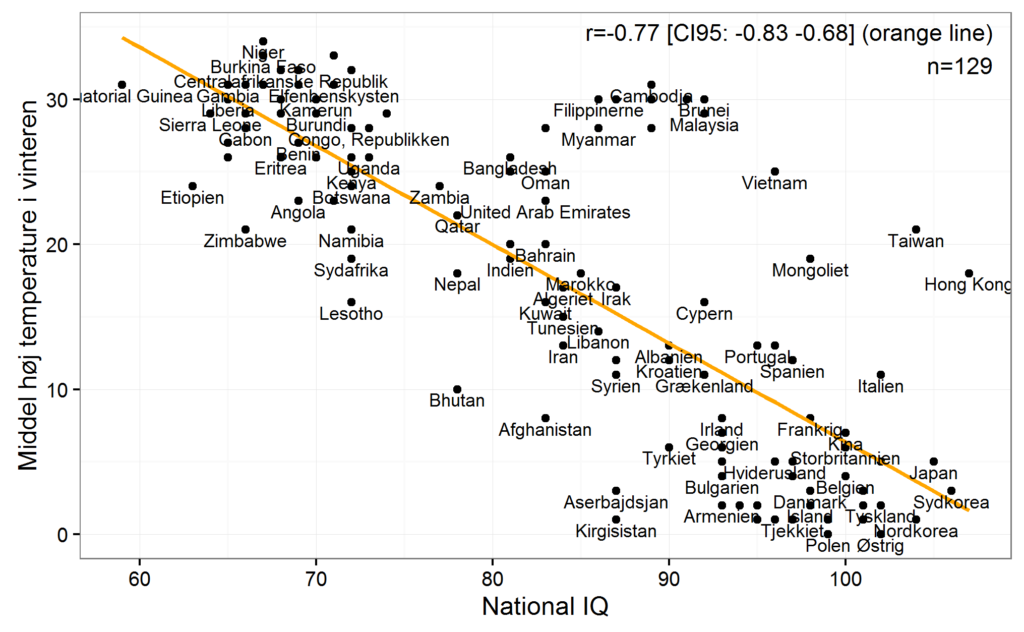 r=-0.77 [CI95: -0.83 -0.68] (orange line)
n=129
Niger
Burkina Faso
Centralafrikanske Republik
atorial Guinea Gambia Elfenbenskysten Cambodia
Liberia Kamerun Filippinerne Brunei
Sierra Leone Burundi Malaysia
Gabon Congo, Republikken Myanmar
Benin
Eritrea Uganda Bangladesh
Kenya Oman Vietnam
Etiopien Botswana Zambia
Angola United Arab Emirates
Qatar
Zimbabwe Namibia Taiwan
Bahrain
Sydafrika Indien Mongoliet
Nepal Marokko Hong Kong
Algeriet Irak
Lesotho Kuwait Cypern
Tunesien
Libanon
Iran Albanien Portugal
Kroatien Spanien
Syrien Grækenland Italien
Bhutan
Afghanistan Irland Frankrig
Georgien Kina
Tyrkiet Storbritannien
Hviderusland Japan
Bulgarien Belgien
Aserbajdsjan Danmark Sydkorea
Armenien Island Tyskland
Kirgisistan Tjekkiet Nordkorea
Polen Østrig
30
20
10
0
60 70 80 90 100
National IQ
Middel høj temperature i vinteren